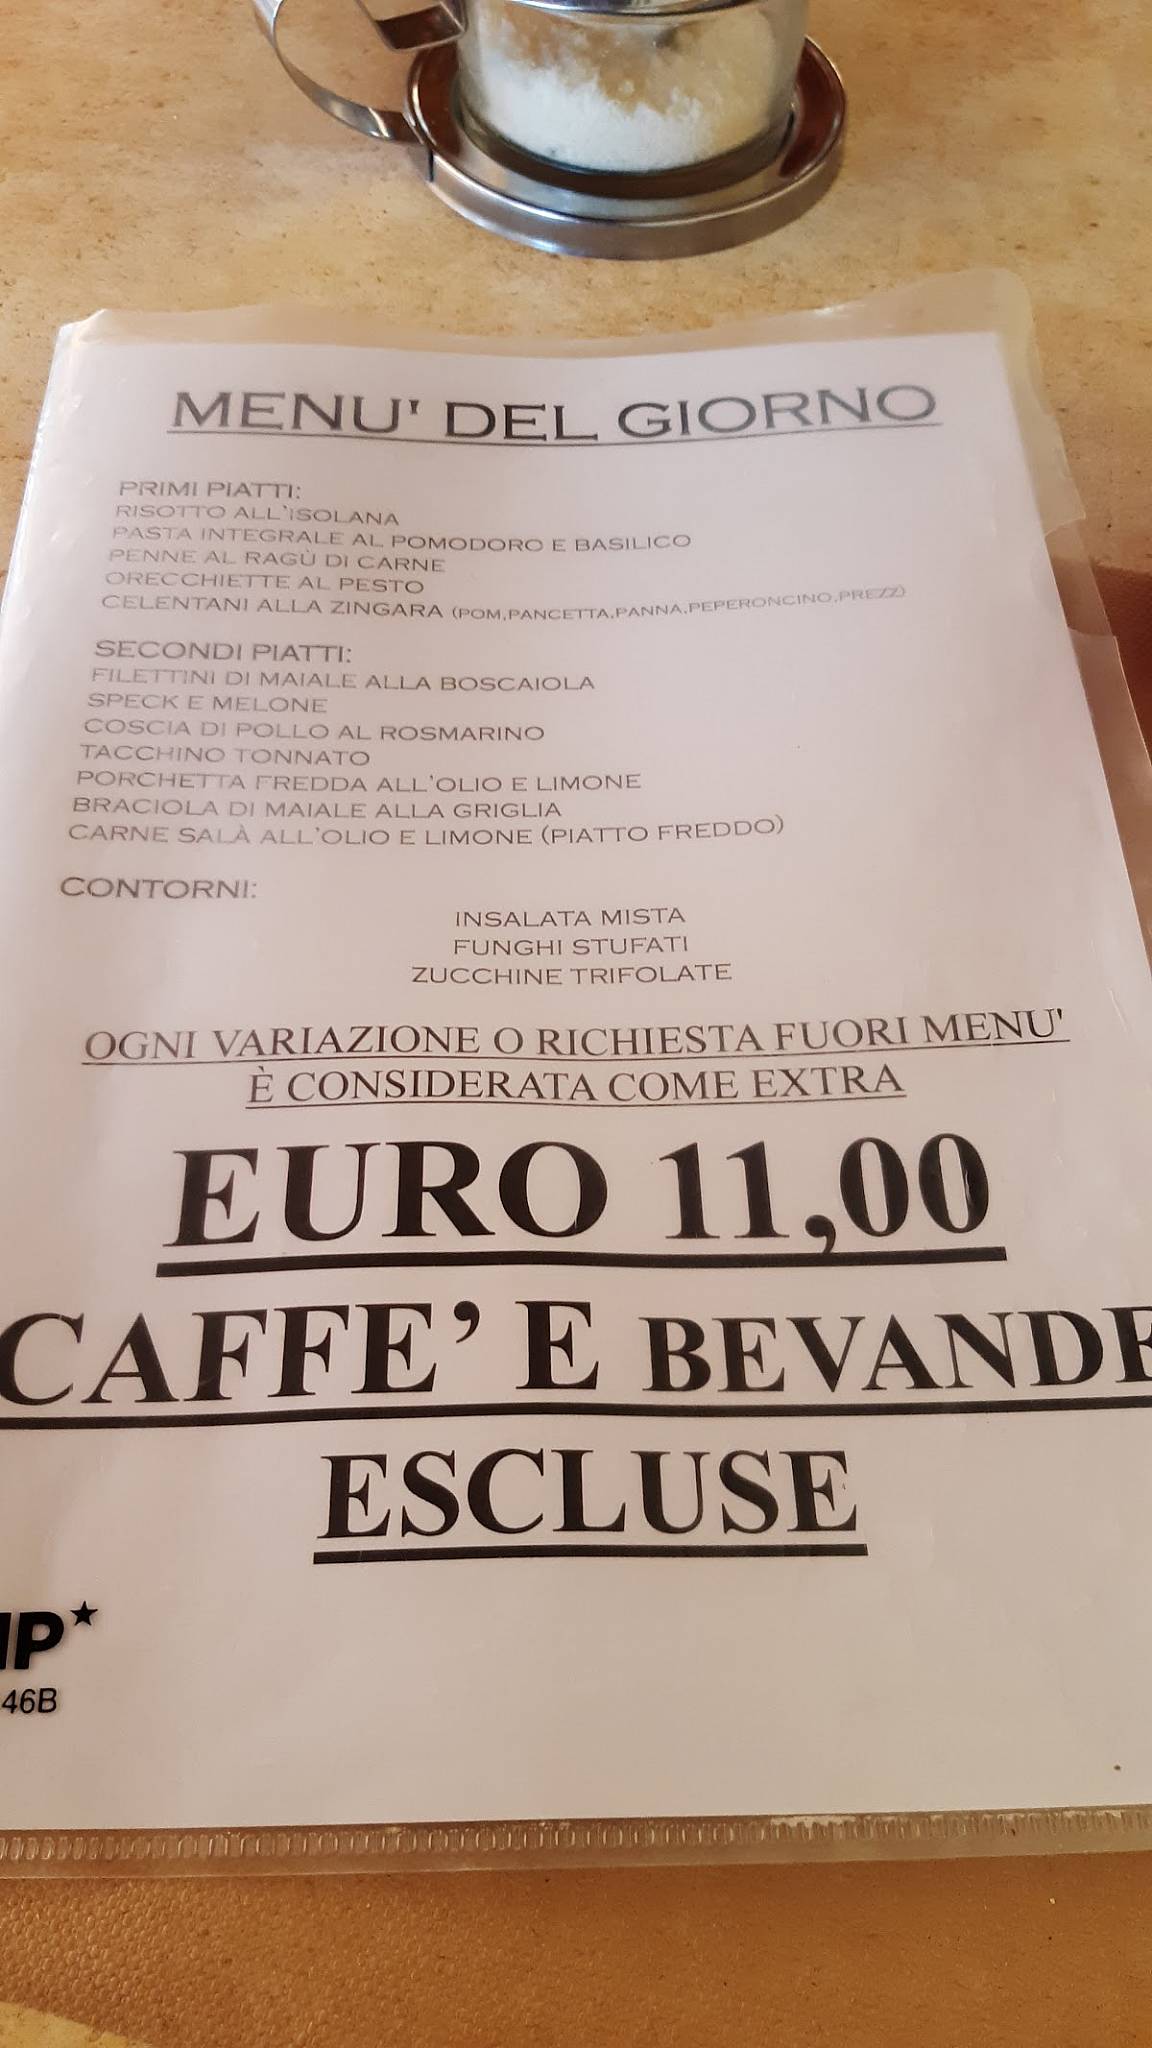 MENU' DEL GIORNO
PRIMI PIATTI:
RISOTTO ALL'ISOLANA
PASTA INTEGRALE AL POMODORO E BASILICO
PENNE AL RAGÙ DI CARNE
ORECCHIETTE AL PESTO
CELENTANI ALLA ZINGARA (POM,PANCETTA,PANNA,PEPERONCINO,PREZZ)
SECONDI PIATTI:
FILETTINI DI MAIALE ALLA BOSCAIOLA
SPECK E MELONE
COSCIA DI POLLO AL ROSMARINO
TACCHINO TONNATO
PORCHETTA FREDDA ALL'OLIO E LIMONE
BRACIOLA DI MAIALE ALLA GRIGLIA
CARNE SALÀ ALL'OLIO E LIMONE (PIATTO FREDDO)
CONTORNI:
INSALATA MISTA
FUNGHI STUFATI
ZUCCHINE TRIFOLATE
OGNI VARIAZIONE O RICHIESTA FUORI MENU'
È CONSIDERATA COME EXTRA
EURO 11,00
CAFFE' E BEVANDE
ESCLUSE
46B